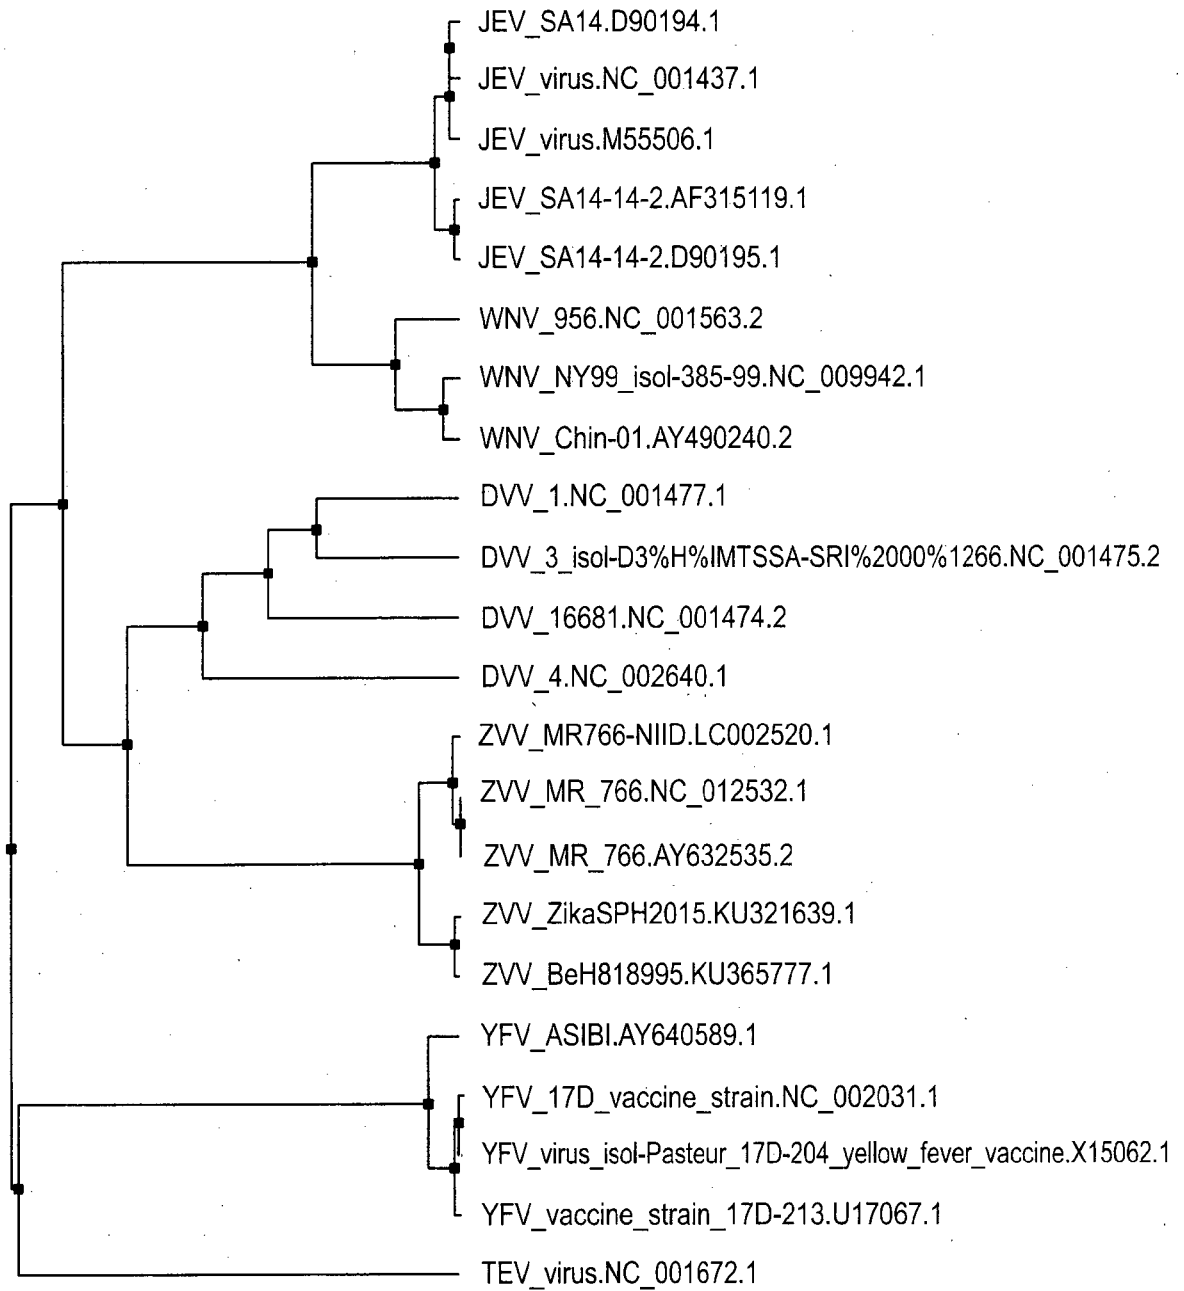 JEV_SA14.D90194.1
JEV_virus.NC_001437.1
JEV_virus.M55506.1
JEV_SA14-14-2.AF315119.1
JEV_SA14-14-2.D90195.1
WNV_956.NC_001563.2
WNV_NY99_isol-385-99.NC_009942.1
WNV_Chin-01.AY490240.2
DVV_1.NC_001477.1
DVV_3_isol-D3%H%IMTSSA-SRI%2000%1266.NC_001475.2
DVV_16681.NC_001474.2
DVV_4.NC_002640.1
ZVV_MR766-NIID.LC002520.1
ZVV_MR_766.NC_012532.1
ZVV_MR_766.AY632535.2
ZVV_ZikaSPH2015.KU321639.1
ZVV_BeH818995.KU365777.1
YFV_ASIBI.AY640589.1
YFV_17D_vaccine_strain.NC_002031.1
YFV_virus_isol-Pasteur_17D-204_yellow_fever_vaccine.X15062.1
YFV_vaccine_strain_17D-213.U17067.1
TEV_virus.NC_001672.1